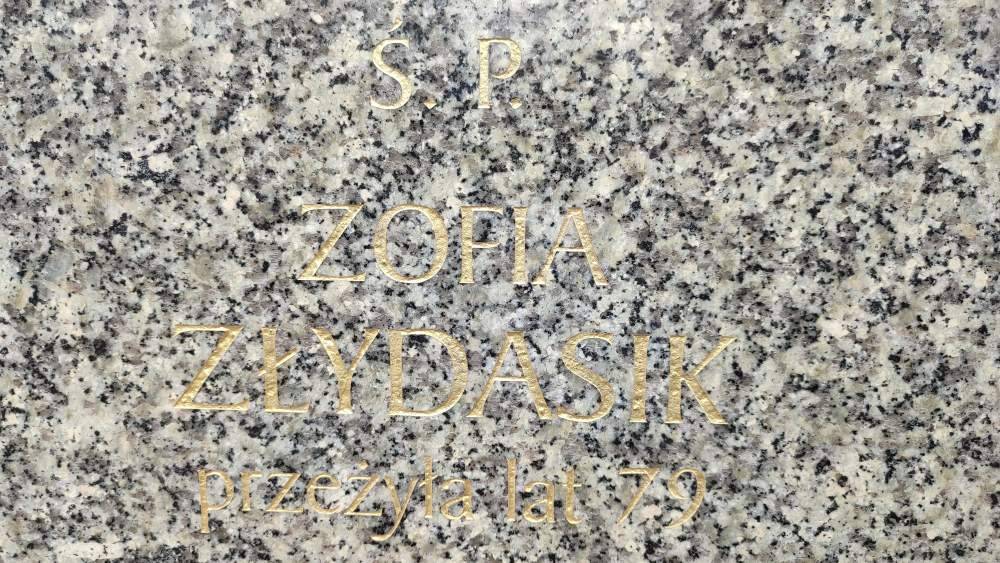 Ś. P.
ZOFIA
ZŁYDASIK
przeżyła lat 79